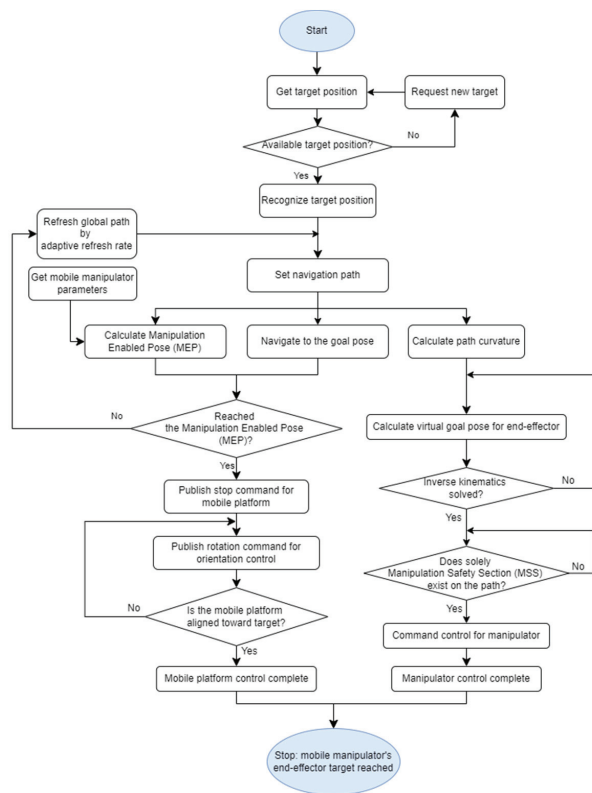 Start
Get target position
Request new target
Available target position?
No
Yes
Recognize target position
Refresh global path
by
adaptive refresh rate
Set navigation path
Get mobile manipulator
parameters
Calculate Manipulation
Enabled Pose (MEP)
Navigate to the goal pose
Calculate path curvature
Reached
the Manipulation Enabled Pose
(MEP)?
No
Yes
Calculate virtual goal pose for end-effector
Publish stop command for
mobile platform
Inverse kinematics
solved?
No
Yes
Publish rotation command for
orientation control
Does solely
Manipulation Safety Section (MSS)
exist on the path?
No
Yes
Is the mobile platform
aligned toward target?
No
Yes
Command control for manipulator
Mobile platform control complete
Manipulator control complete
Stop: mobile manipulator's
end-effector target reached